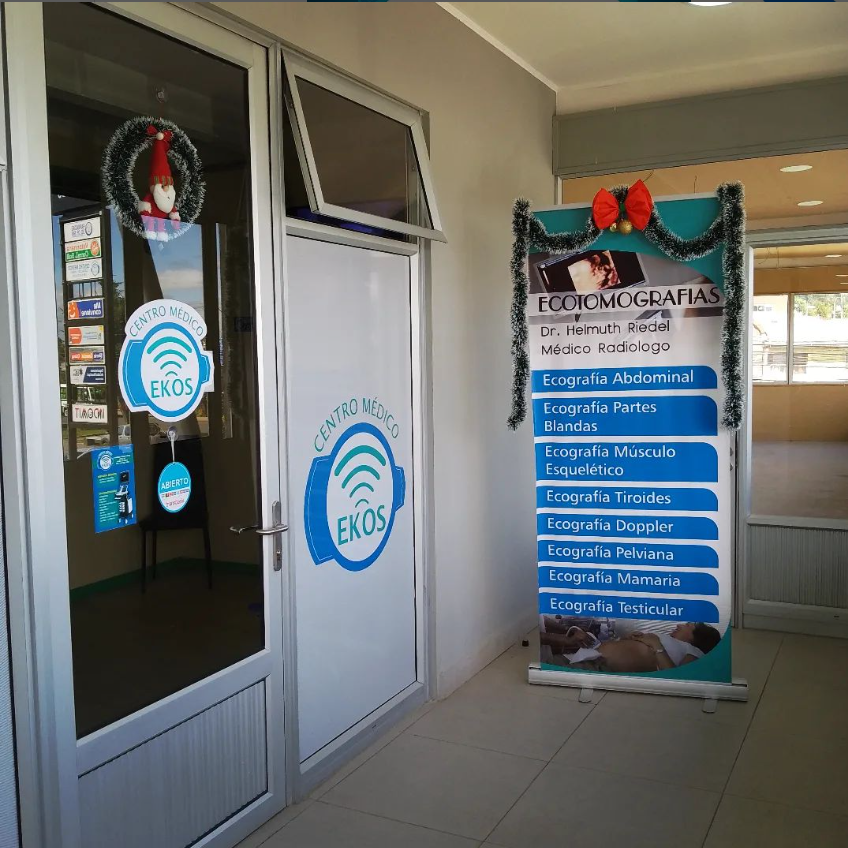 CENTRO MÉDICO
EKOS
ABIERTO
CENTRO MÉDICO
EKOS
ECOTOMOGRAFIAS
Dr. Helmuth Riedel
Médico Radiologo
Ecografía Abdominal
Ecografía Partes
Blandas
Ecografía Músculo
Esquelético
Ecografía Tiroides
Ecografía Doppler
Ecografía Pelviana
Ecografía Mamaria
Ecografía Testicular